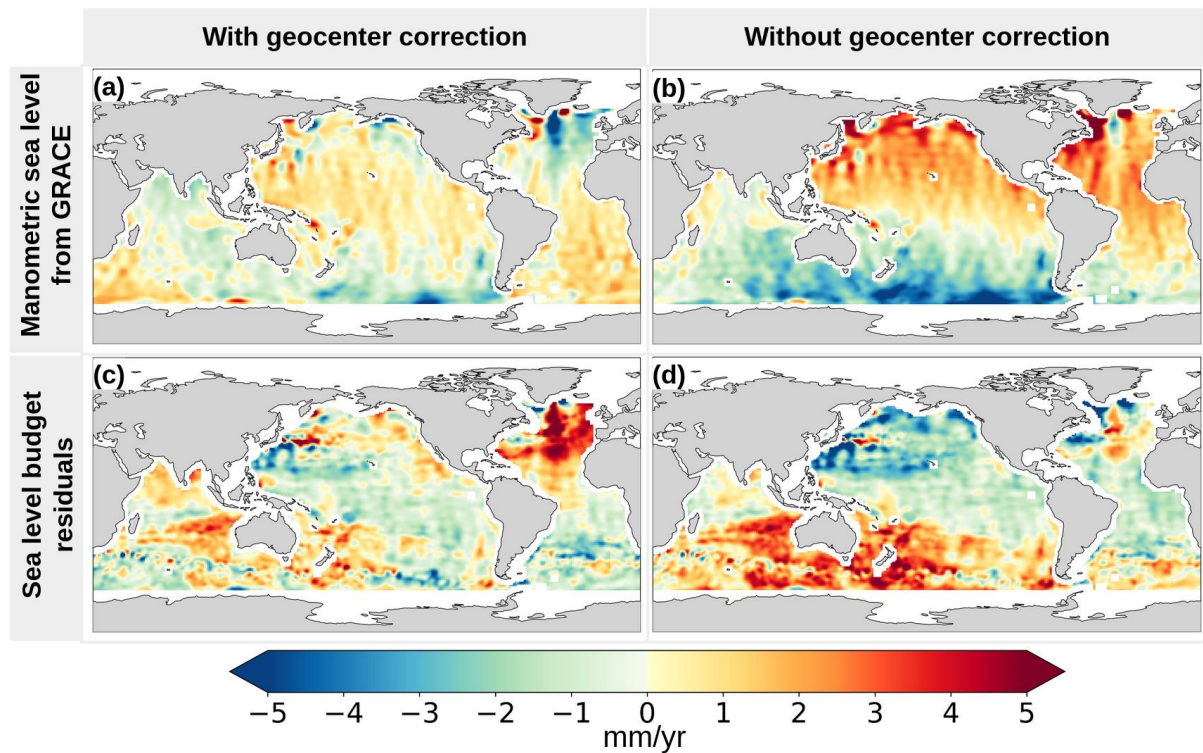 With geocenter correction
Without geocenter correction
Manometric sea level
from GRACE
(a)
(b)
Sea level budget
residuals
(c)
(d)
−5 −4 −3 −2 −1 0 1 2 3 4 5
mm/yr